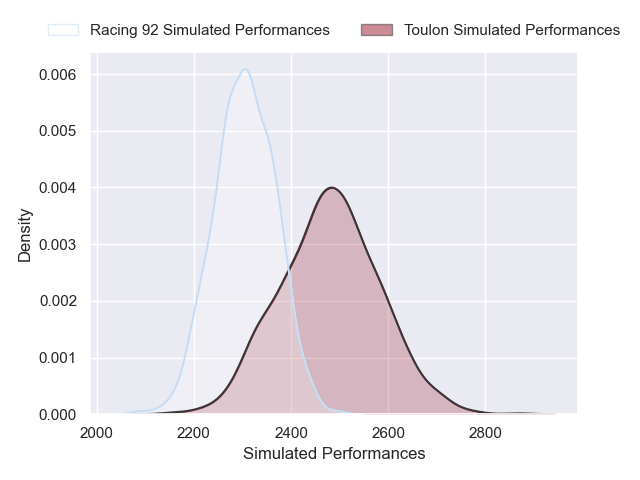 Racing 92 Simulated Performances Toulon Simulated Performances
0.006
0.005
0.004
0.003
0.002
0.001
0.000
Density
2000 2200 2400 2600 2800
Simulated Performances